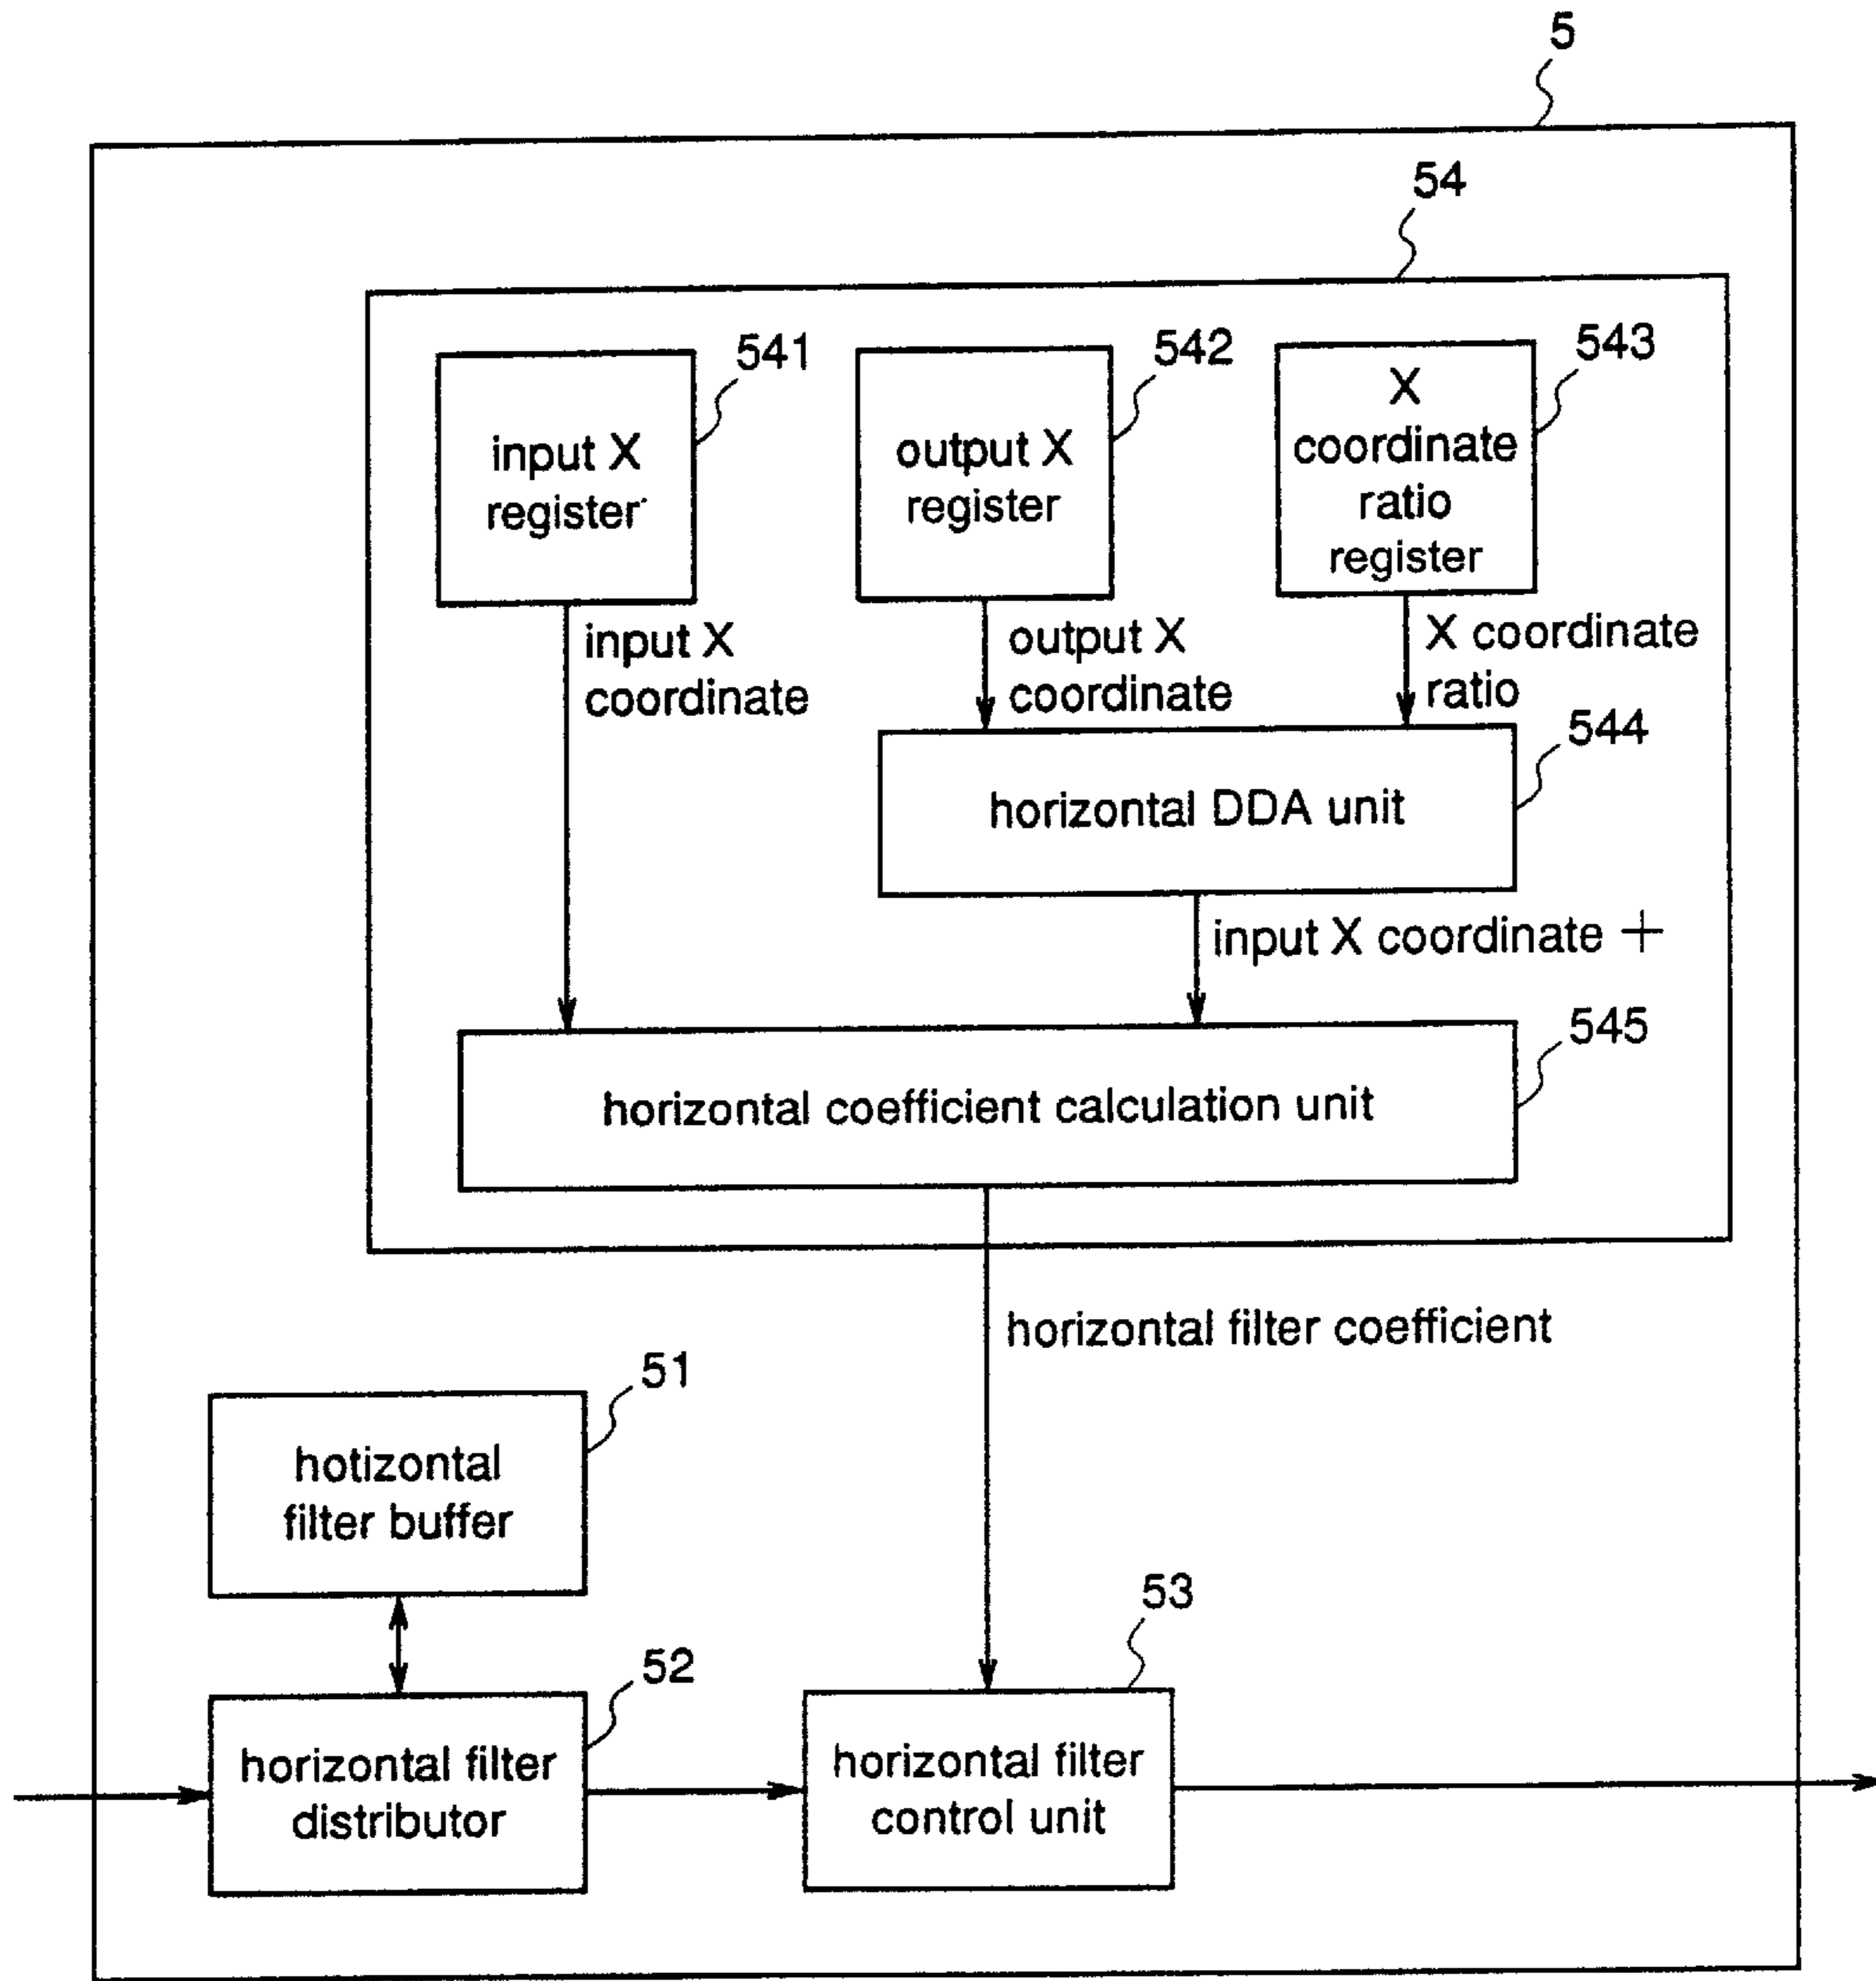 5
54
541
542
543
input X
register
output X
register
X
coordinate
ratio
register
input X
coordinate
output X
coordinate
X coordinate
ratio
544
horizontal DDA unit
input X coordinate +
545
horizontal coefficient calculation unit
horizontal filter coefficient
51
hotizontal
filter buffer
52
53
horizontal filter
distributor
horizontal filter
control unit